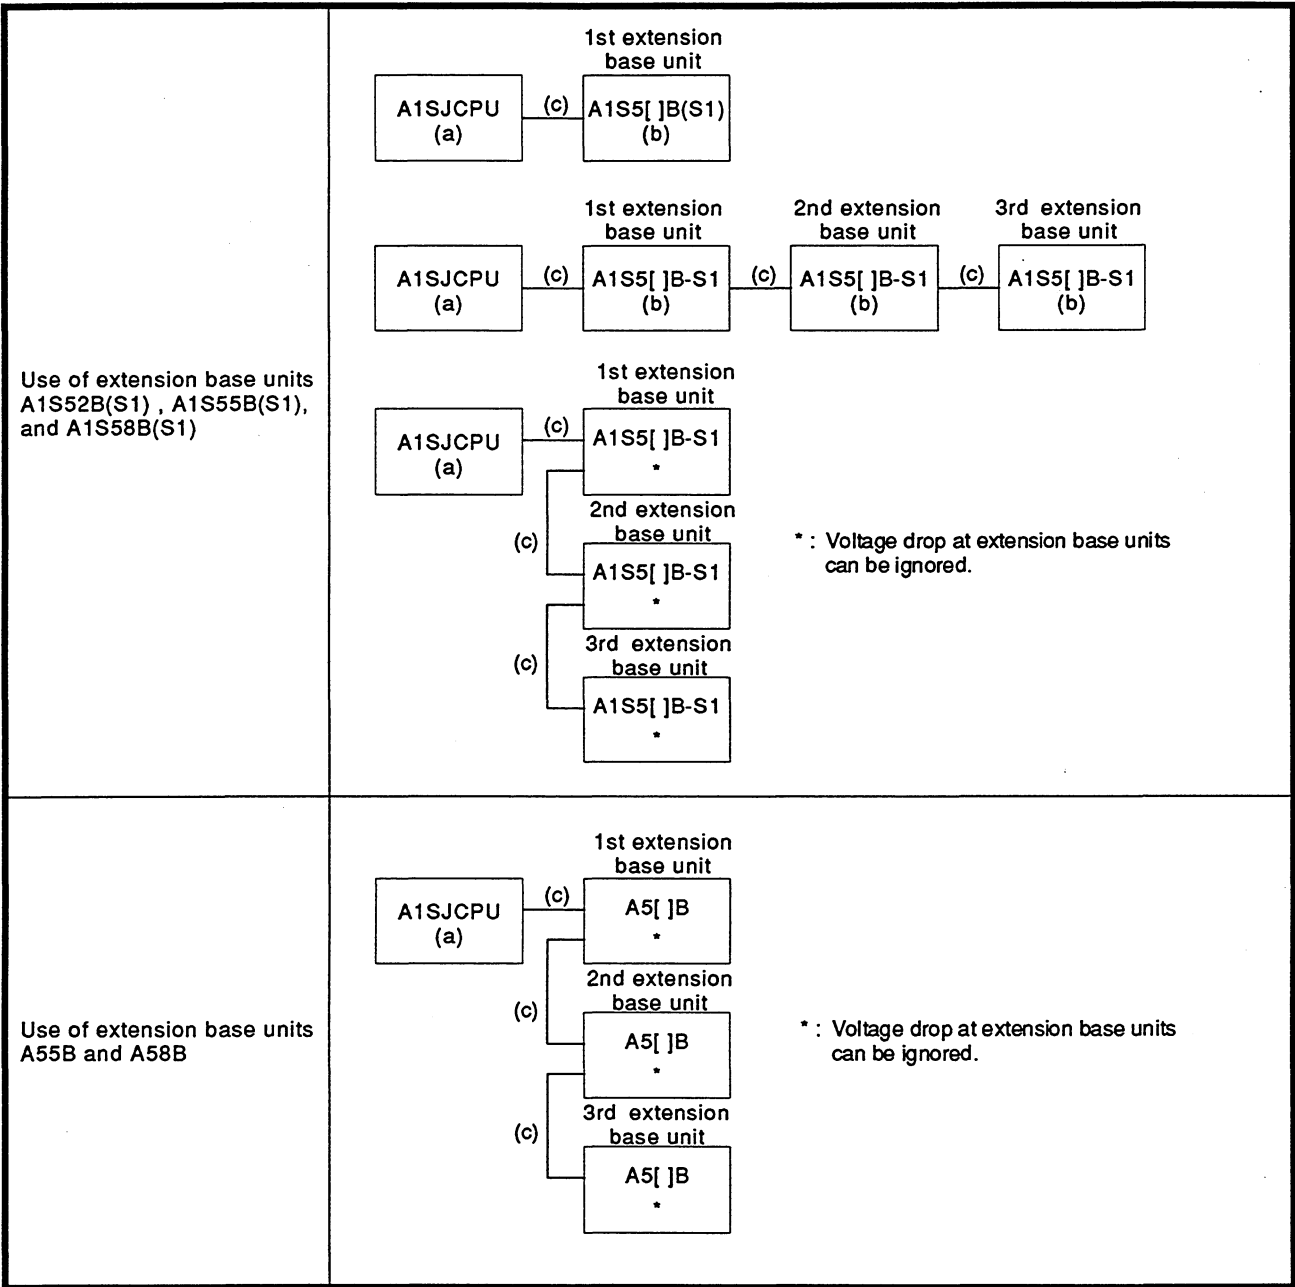 1st extension
base unit
A1SJCPU
(a)
(c)
A1S5[ ]B(S1)
(b)
1st extension
base unit
2nd extension
base unit
3rd extension
base unit
A1SJCPU
(a)
(c)
A1S5[ ]B-S1
(b)
(c)
A1S5[ ]B-S1
(b)
(c)
A1S5[ ]B-S1
(b)
Use of extension base units
A1S52B(S1) , A1S55B(S1),
and A1S58B(S1)
1st extension
base unit
A1SJCPU
(a)
(c)
A1S5[ ]B-S1
*
2nd extension
base unit
(c)
A1S5[ ]B-S1
*
3rd extension
base unit
(c)
A1S5[ ]B-S1
*
* : Voltage drop at extension base units
can be ignored.
Use of extension base units
A55B and A58B
1st extension
base unit
A1SJCPU
(a)
(c)
A5[ ]B
*
2nd extension
base unit
(c)
A5[ ]B
*
3rd extension
base unit
(c)
A5[ ]B
*
* : Voltage drop at extension base units
can be ignored.